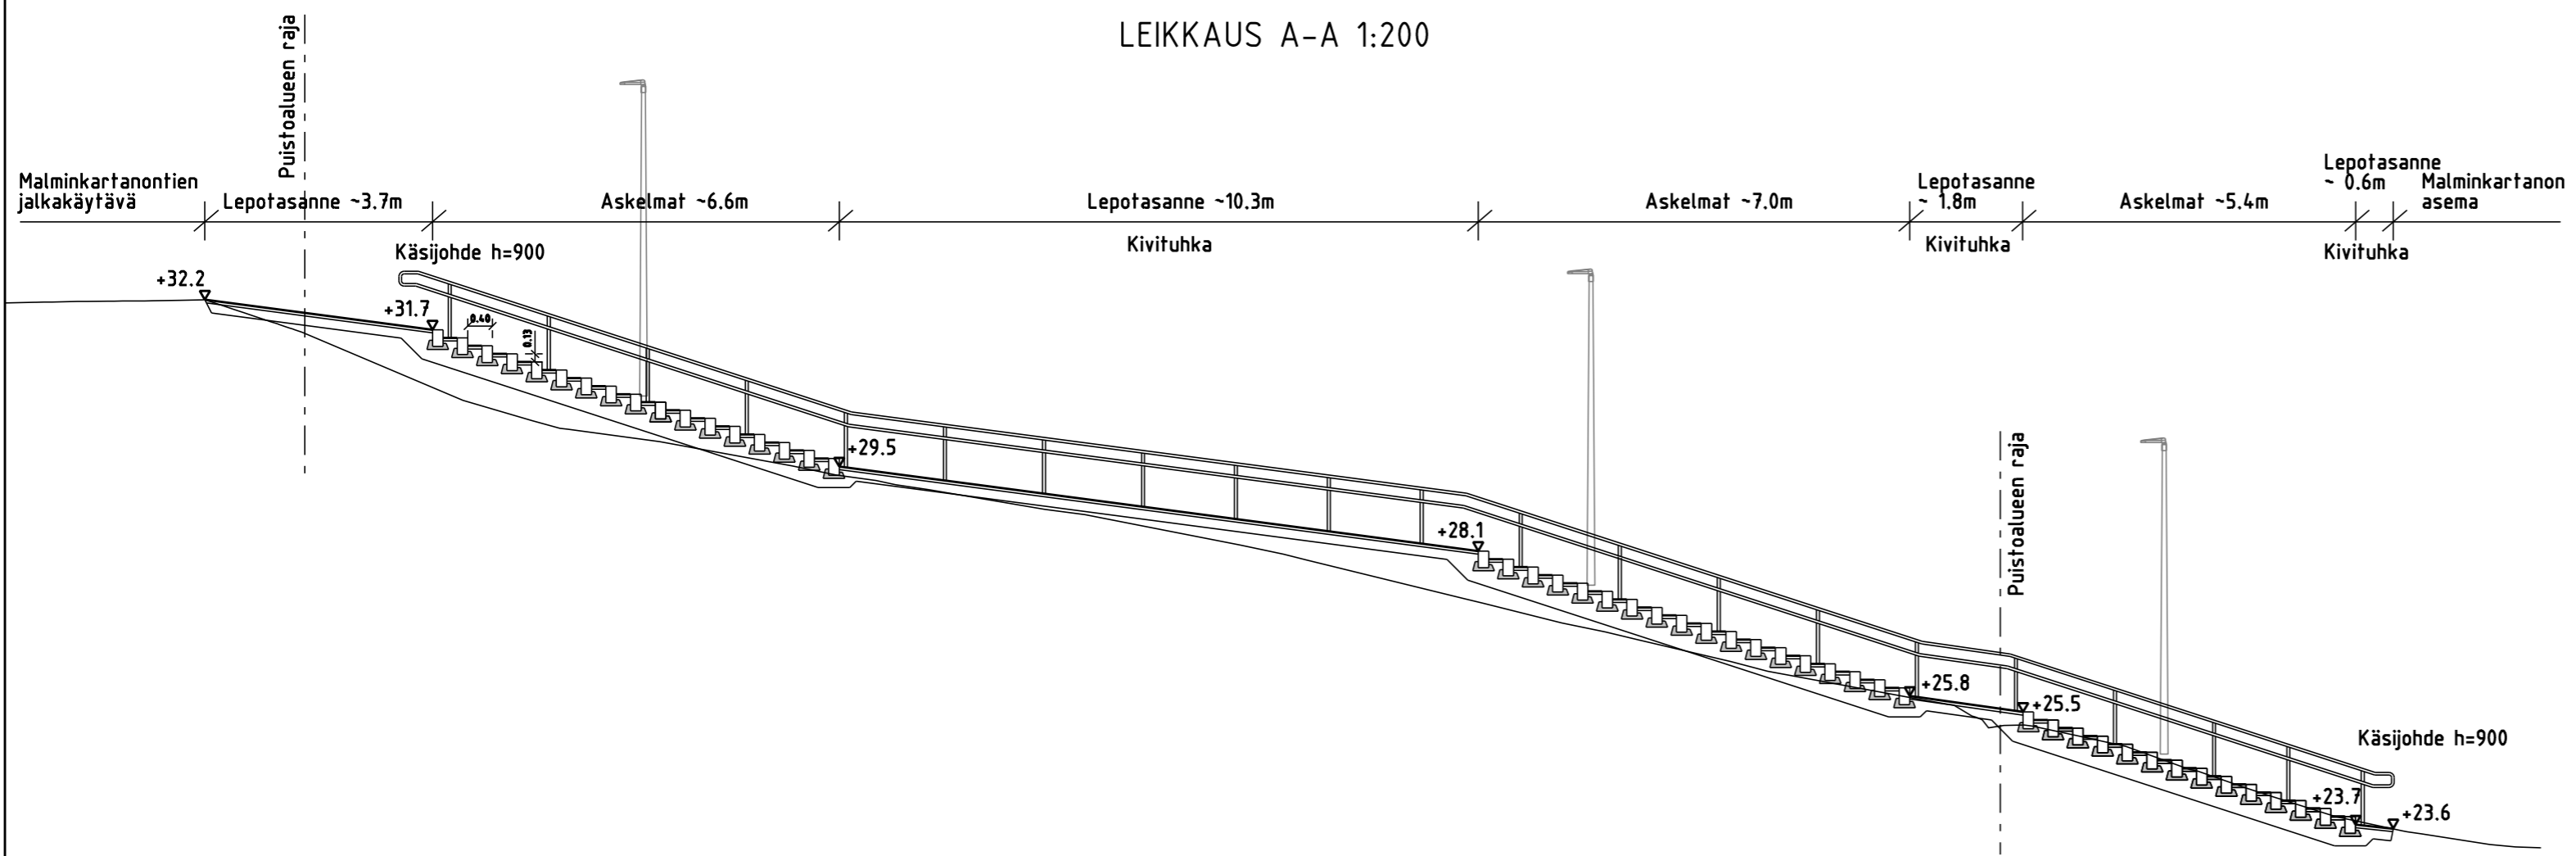 LEIKKAUS A-A 1:200
Puistoalueen raja
Malminkartanontien
jalkakäytävä
Lepotasanne ~3.7m
Askelmat ~6.6m
Lepotasanne ~10.3m
Askelmat ~7.0m
Lepotasanne
~ 1.8m
Askelmat ~5.4m
Lepotasanne
~ 0.6m
Malminkartanon
asema
Kivituhka
Kivituhka
Kivituhka
Käsijohde h=900
+32.2
+31.7
0.40
0.13
+29.5
+28.1
+25.8
+25.5
Puistoalueen raja
Käsijohde h=900
+23.7
+23.6